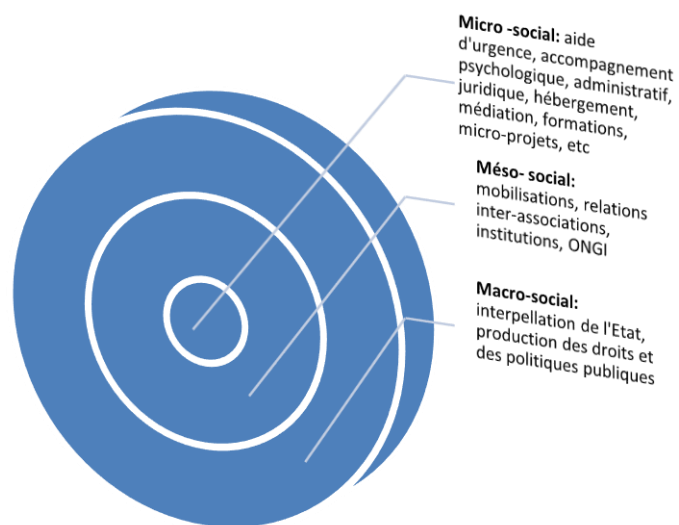 Micro -social: aide
d'urgence, accompagnement
psychologique, administratif,
juridique, hébergement,
médiation, formations,
micro-projets, etc
Méso- social:
mobilisations, relations
inter-associations,
institutions, ONGI
Macro-social:
interpellation de l'Etat,
production des droits et
des politiques publiques